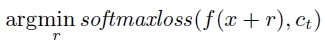 argmin softmaxloss(f(x + r), c_t)
r